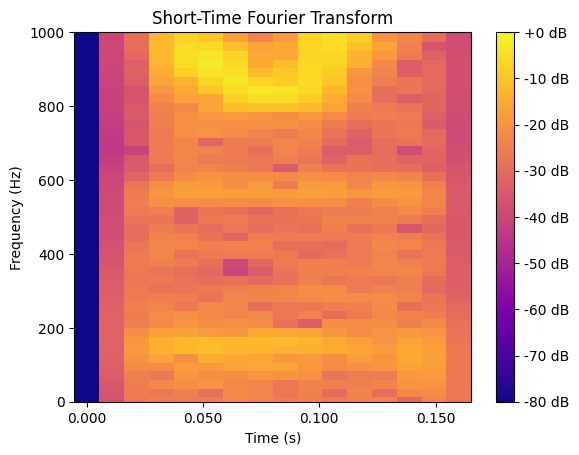 Short-Time Fourier Transform
1000
800
600
400
200
0
Frequency (Hz)
0.000
0.050
0.100
0.150
Time (s)
+0 dB
-10 dB
-20 dB
-30 dB
-40 dB
-50 dB
-60 dB
-70 dB
-80 dB